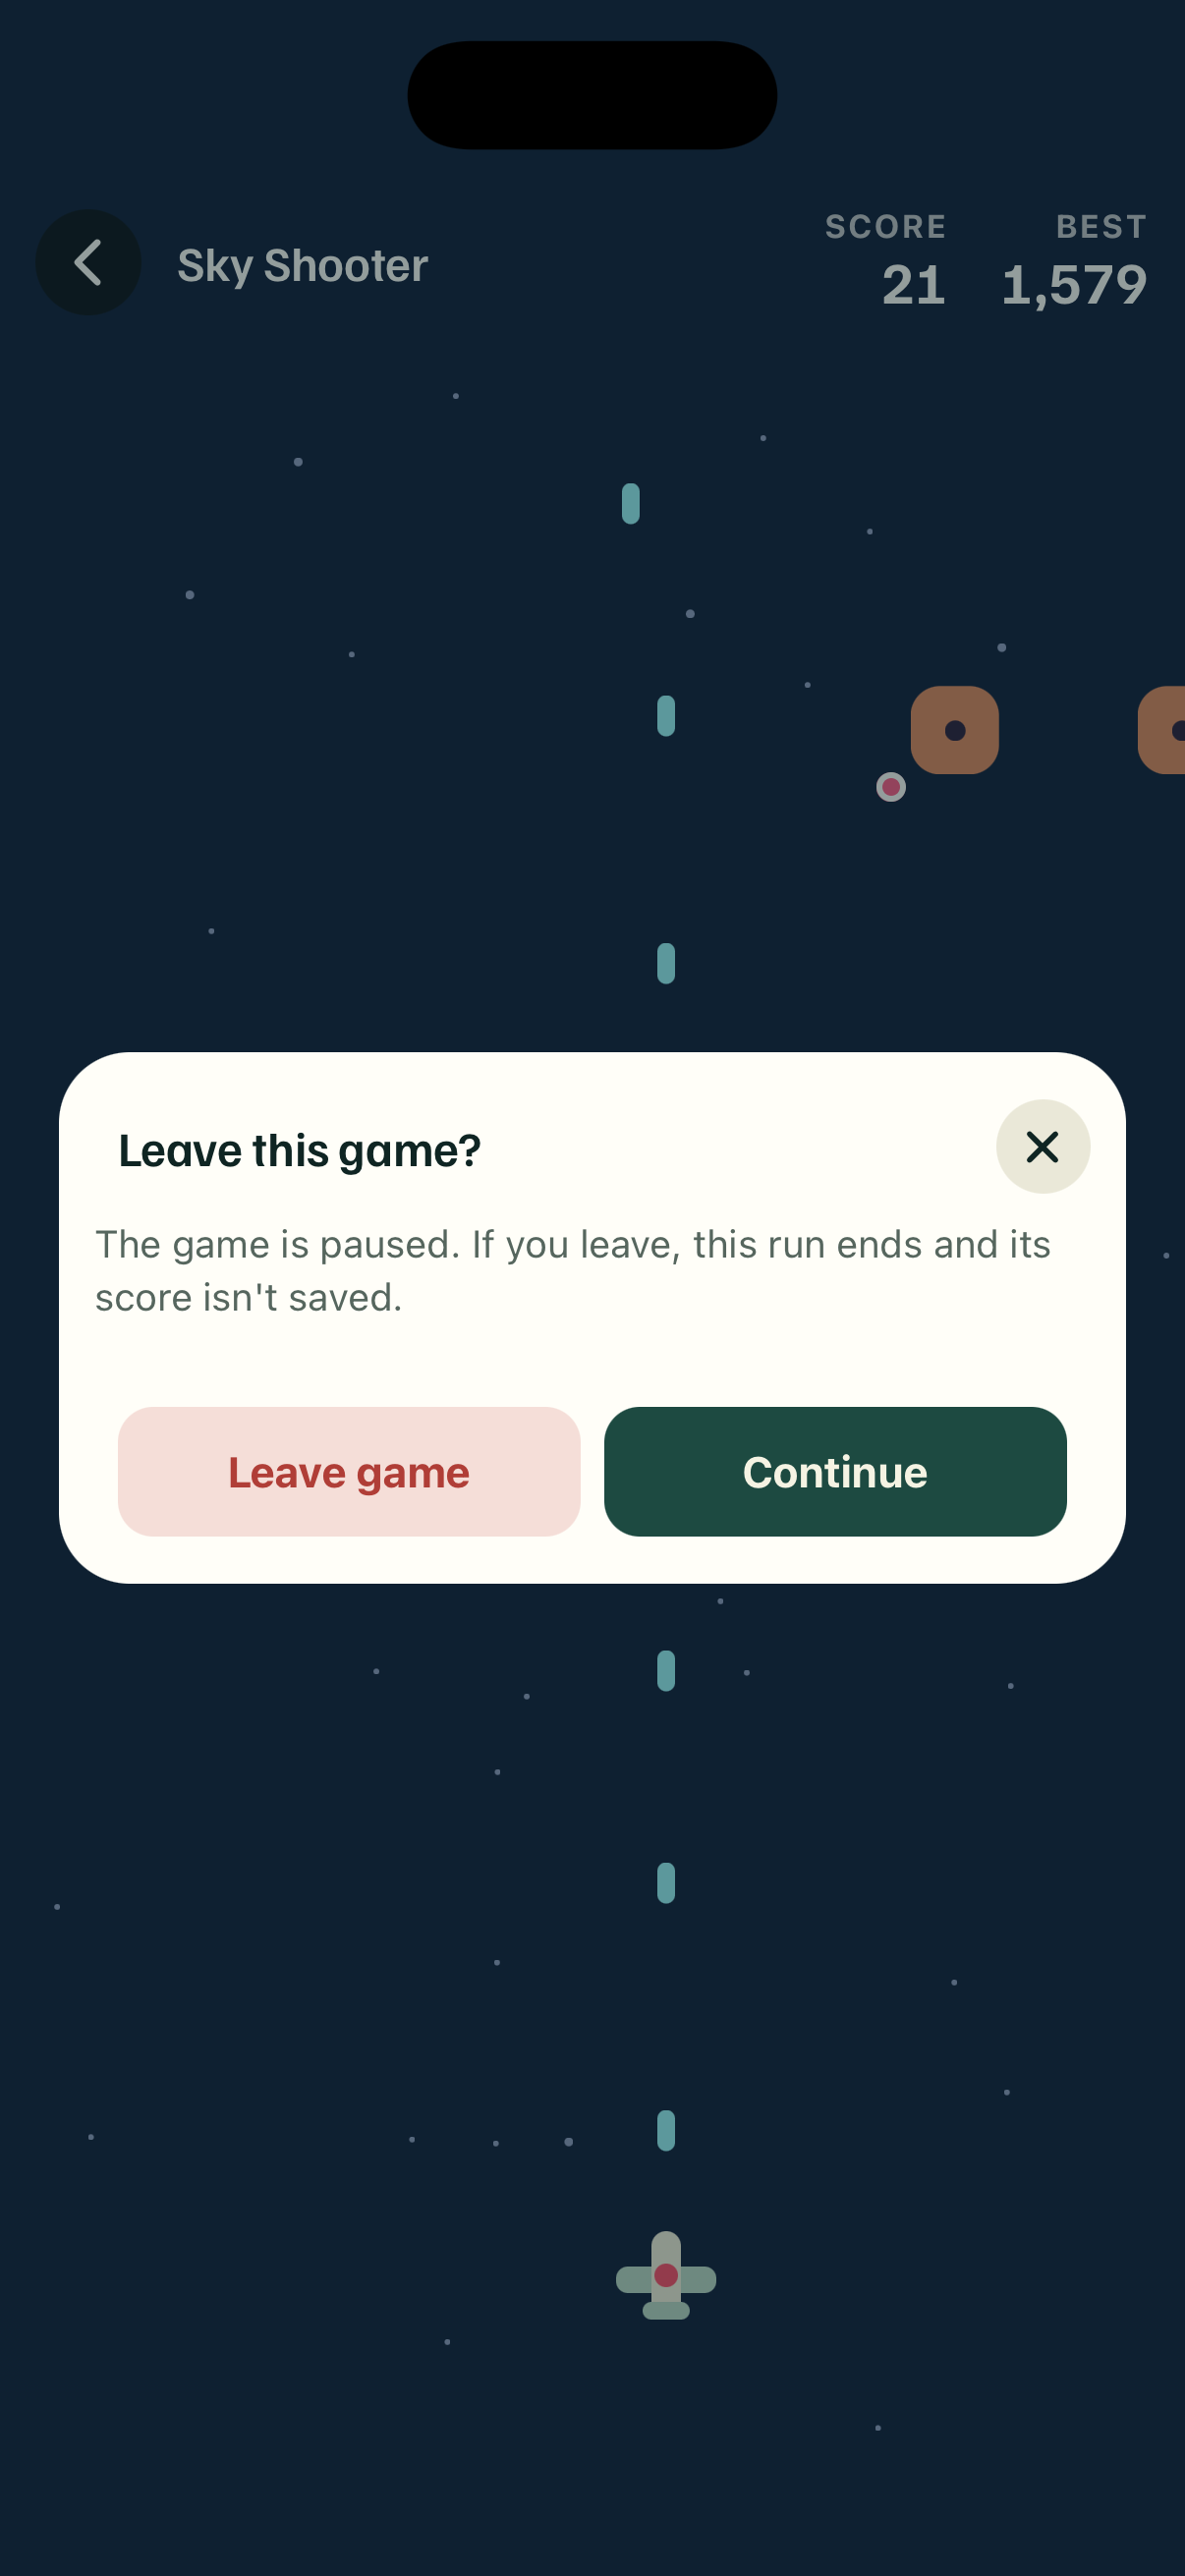 Sky Shooter
SCORE
21
BEST
1,579
Leave this game?
The game is paused. If you leave, this run ends and its
score isn't saved.
Leave game
Continue